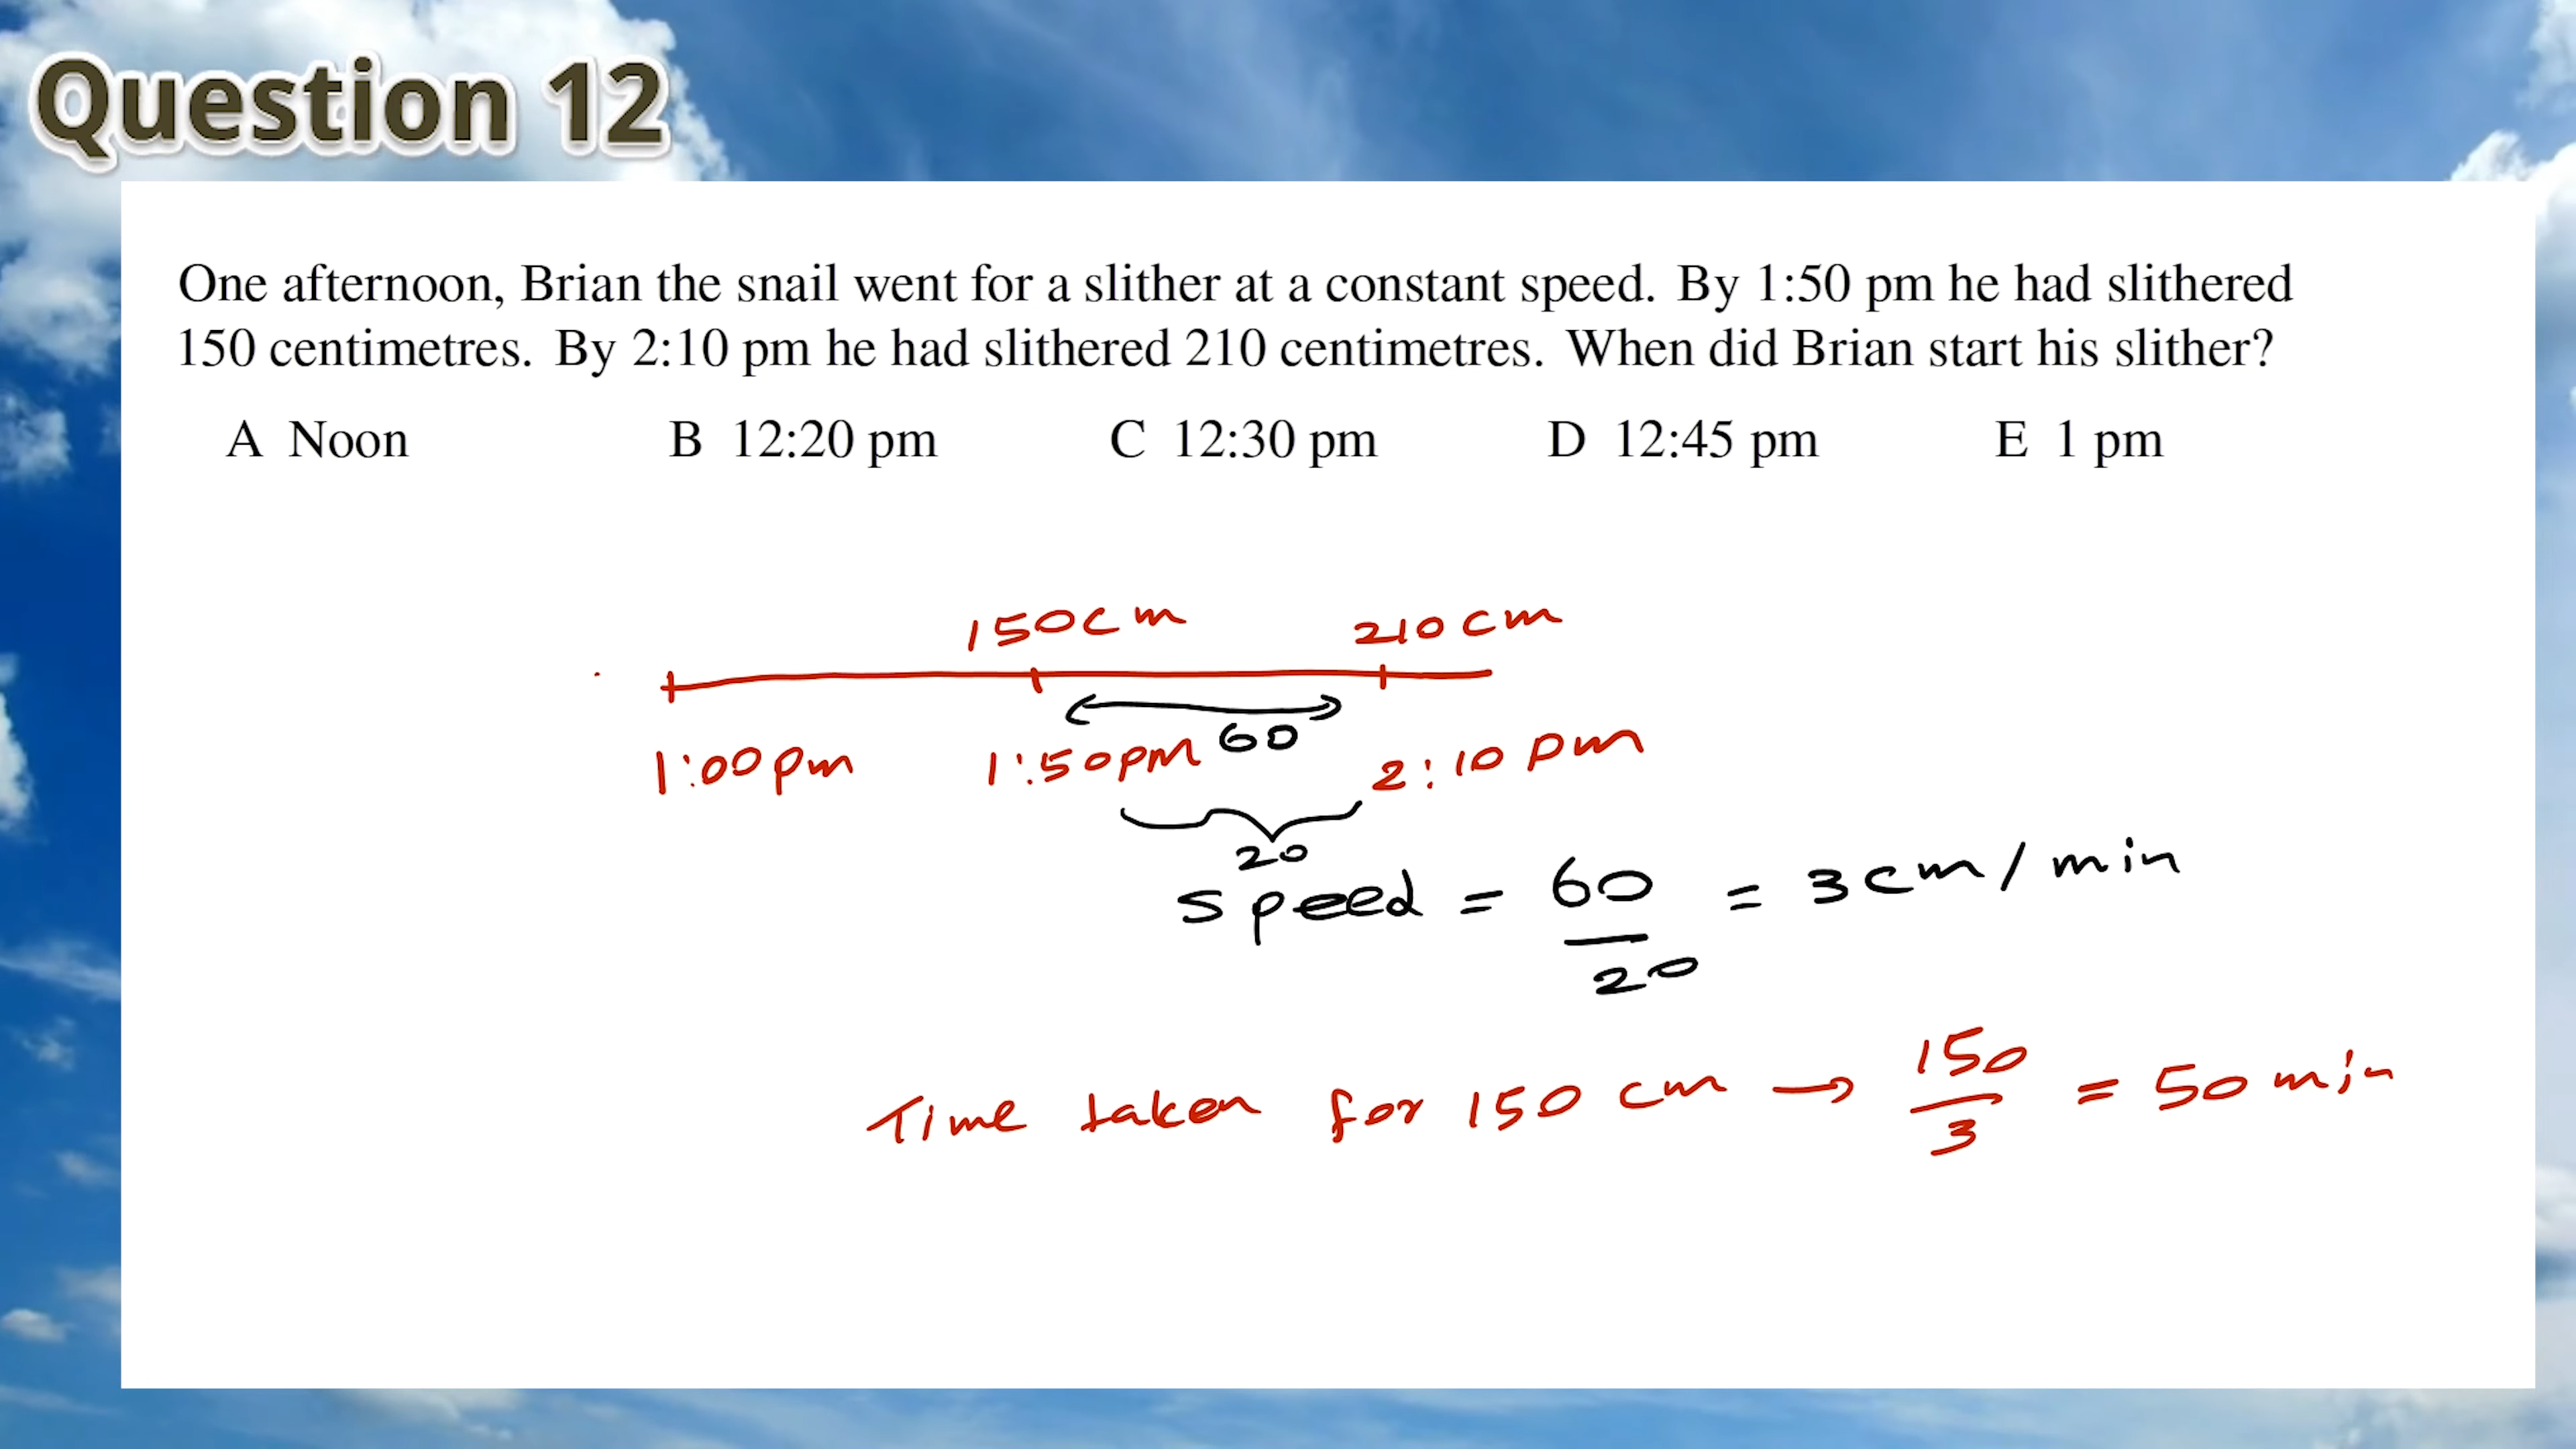 Question 12
One afternoon, Brian the snail went for a slither at a constant speed. By 1:50 pm he had slithered
150 centimetres. By 2:10 pm he had slithered 210 centimetres. When did Brian start his slither?
A Noon B 12:20 pm C 12:30 pm D 12:45 pm E 1 pm
150cm 210cm
60
1:00pm 1:50pm 2:10 pm
20
speed = 60/20 = 3cm/min
Time taken for 150 cm → 150/3 = 50 min